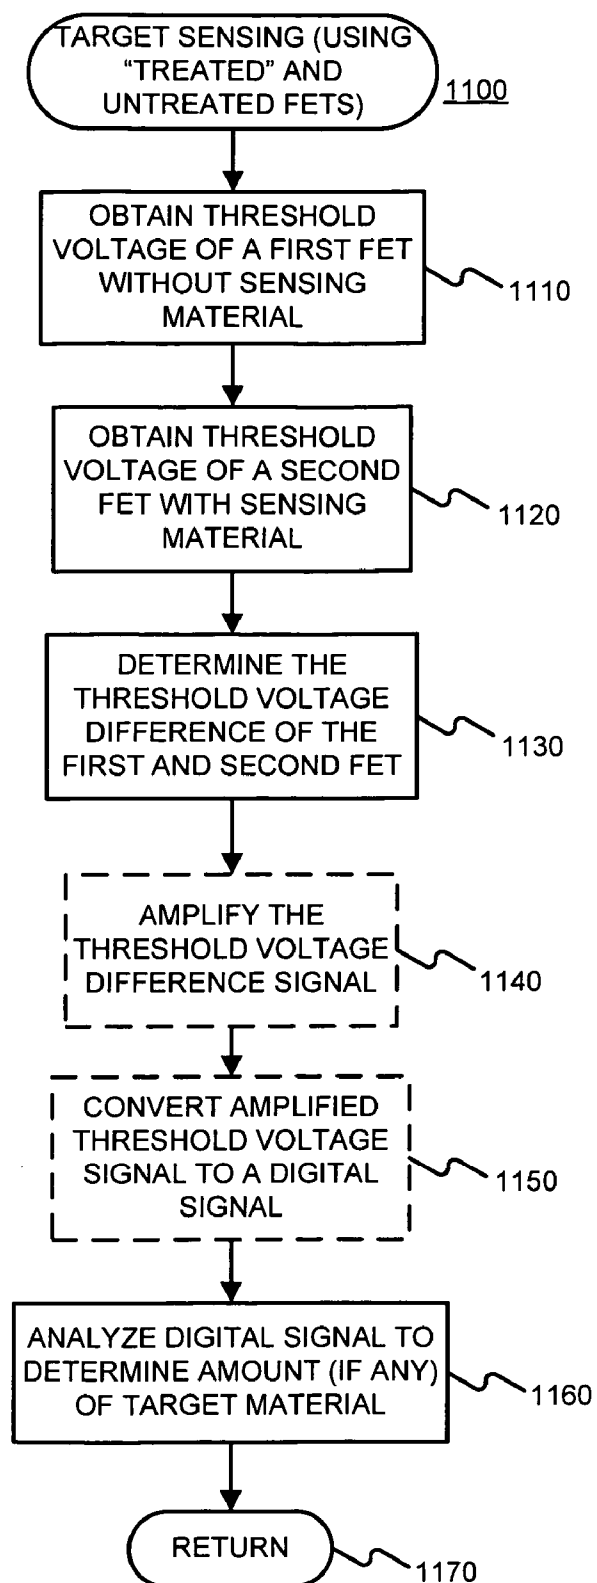 TARGET SENSING (USING
“TREATED” AND
UNTREATED FETS)
1100
OBTAIN THRESHOLD
VOLTAGE OF A FIRST FET
WITHOUT SENSING
MATERIAL
1110
OBTAIN THRESHOLD
VOLTAGE OF A SECOND
FET WITH SENSING
MATERIAL
1120
DETERMINE THE
THRESHOLD VOLTAGE
DIFFERENCE OF THE
FIRST AND SECOND FET
1130
AMPLIFY THE
THRESHOLD VOLTAGE
DIFFERENCE SIGNAL
1140
CONVERT AMPLIFIED
THRESHOLD VOLTAGE
SIGNAL TO A DIGITAL
SIGNAL
1150
ANALYZE DIGITAL SIGNAL TO
DETERMINE AMOUNT (IF ANY)
OF TARGET MATERIAL
1160
RETURN
1170